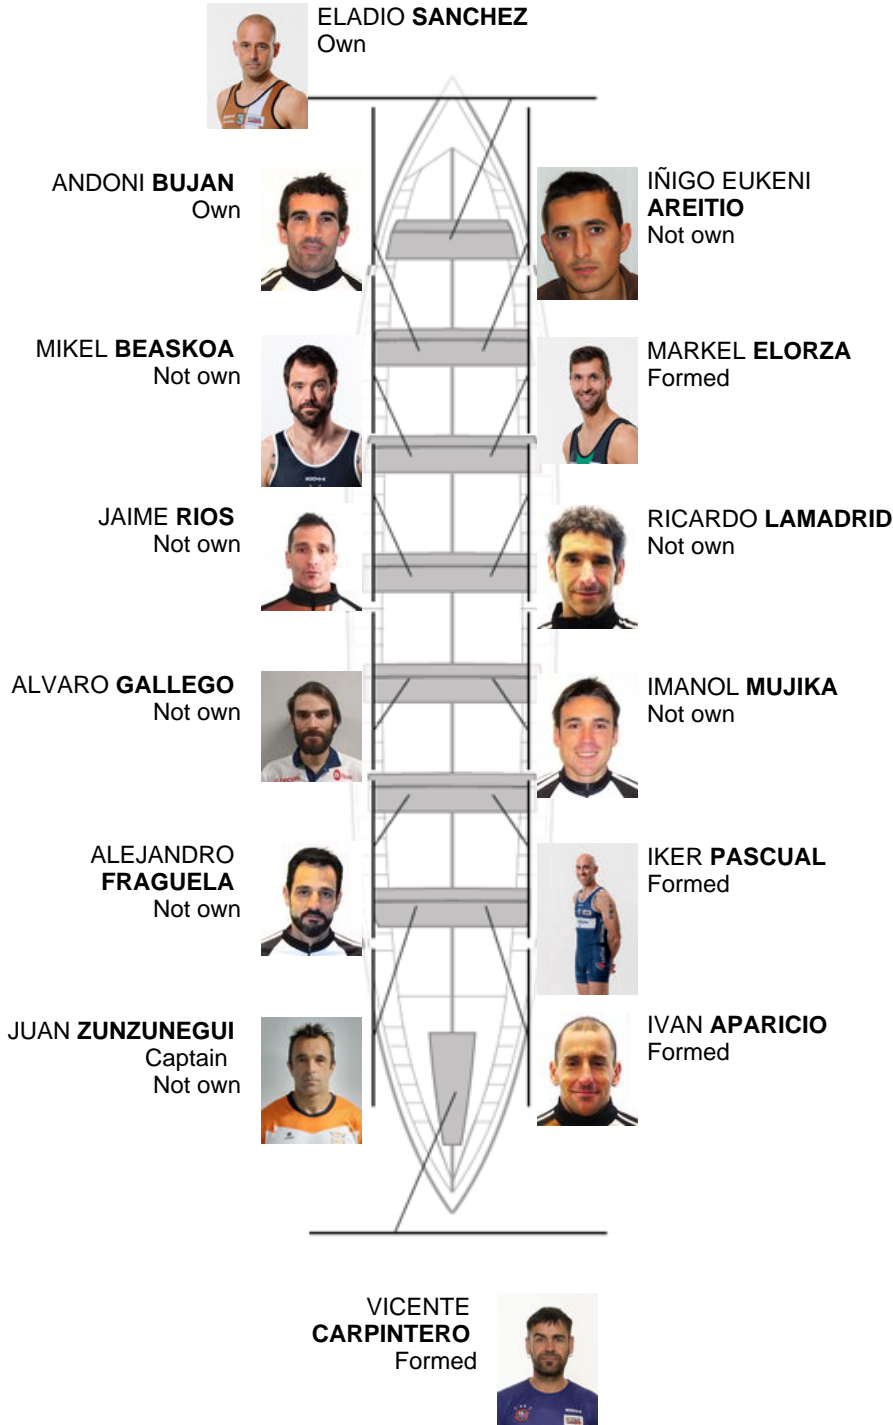 ELADIO SANCHEZ
Own
ANDONI BUJAN
Own
IÑIGO EUKENI
AREITIO
Not own
MIKEL BEASKOA
Not own
MARKEL ELORZA
Formed
JAIME RIOS
Not own
RICARDO LAMADRID
Not own
ALVARO GALLEGO
Not own
IMANOL MUJIKA
Not own
ALEJANDRO
FRAGUELA
Not own
IKER PASCUAL
Formed
JUAN ZUNZUNEGUI
Captain
Not own
IVAN APARICIO
Formed
VICENTE
CARPINTERO
Formed